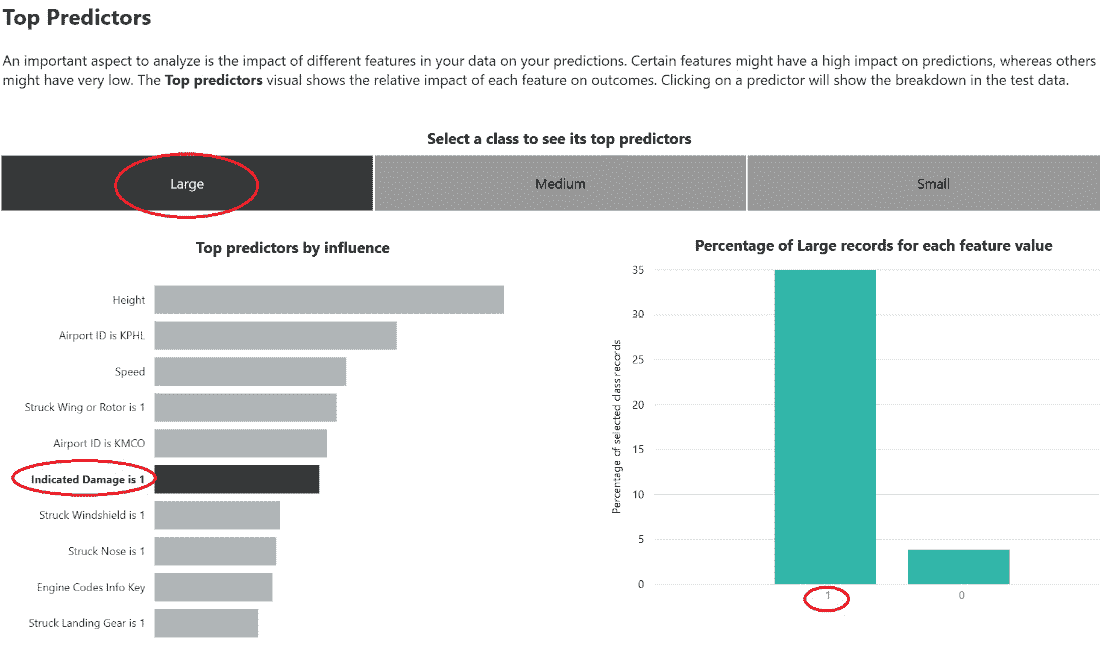 Top Predictors
An important aspect to analyze is the impact of different features in your data on your predictions. Certain features might have a high impact on predictions, whereas others
might have very low. The Top predictors visual shows the relative impact of each feature on outcomes. Clicking on a predictor will show the breakdown in the test data.
Select a class to see its top predictors
Large
Medium
Small
Top predictors by influence
Height
Airport ID is KPHL
Speed
Struck Wing or Rotor is 1
Airport ID is KMCO
Indicated Damage is 1
Struck Windshield is 1
Struck Nose is 1
Engine Codes Info Key
Struck Landing Gear is 1
Percentage of Large records for each feature value
Percentage of selected class records
35
30
25
20
15
10
5
0
1
0